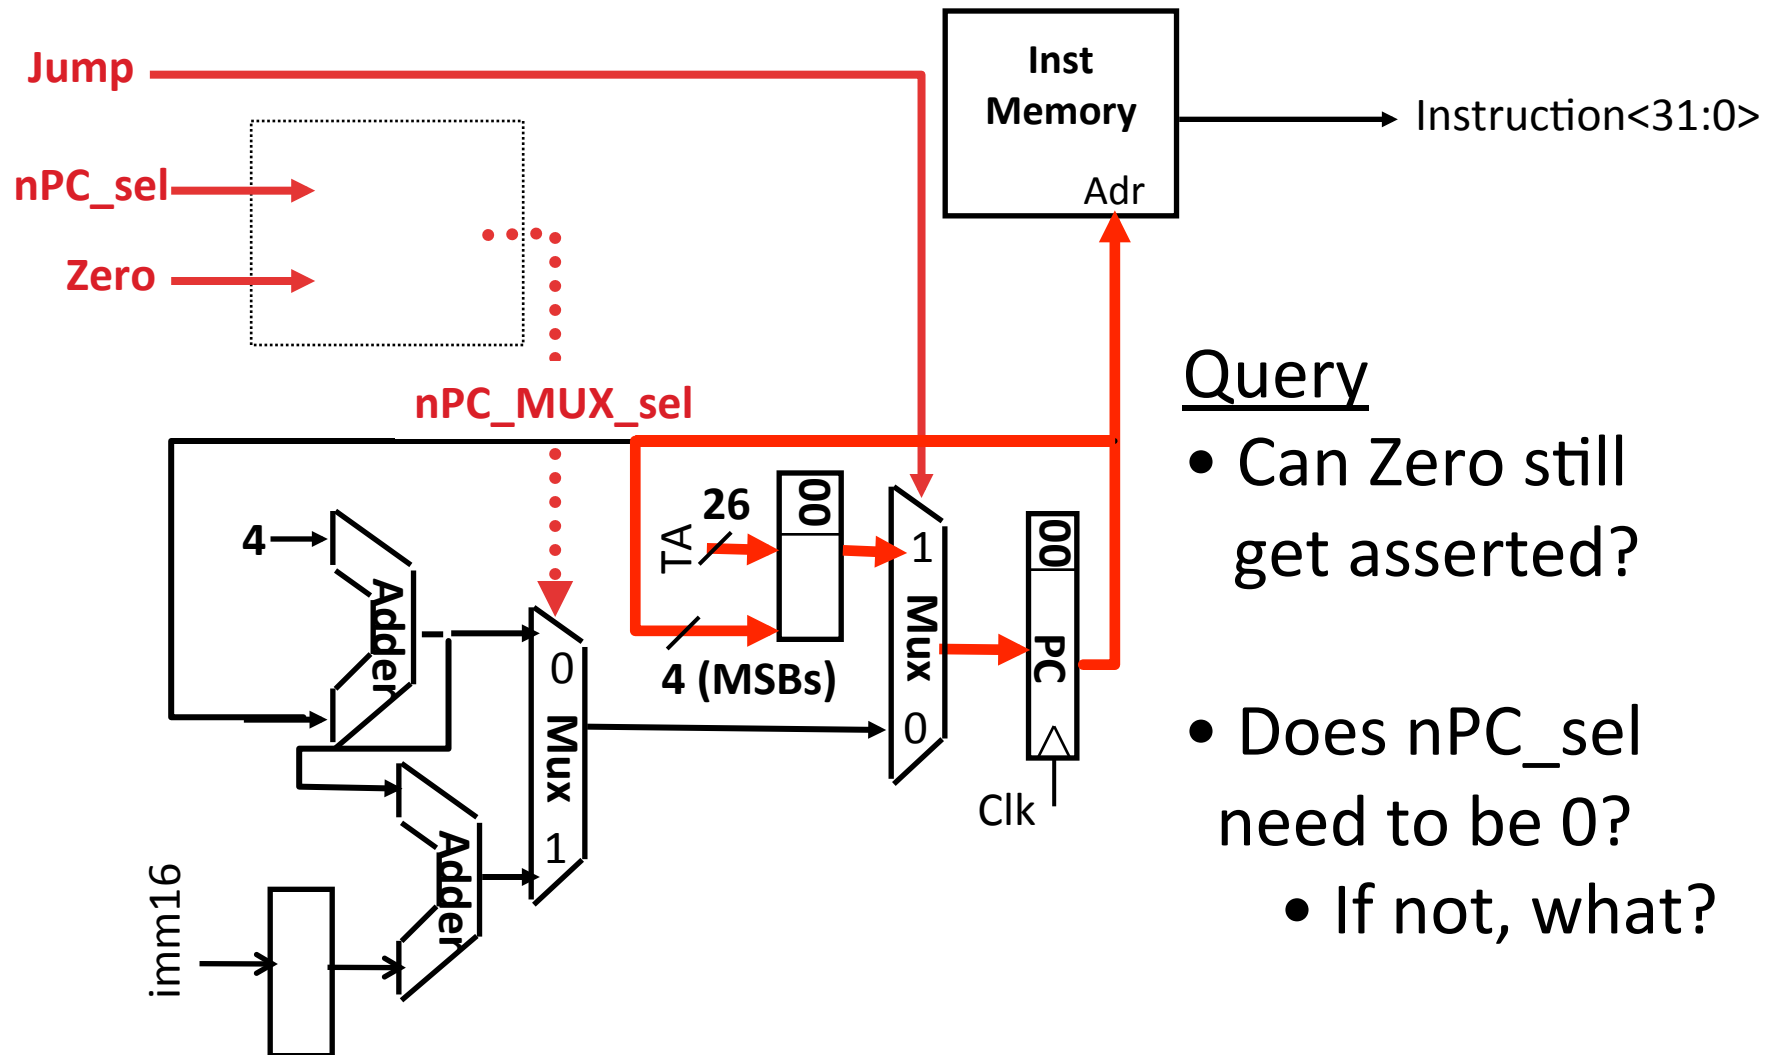 Jump
Inst
Memory
Adr
Instruction<31:0>
nPC_sel
Zero
nPC_MUX_sel
Query
• Can Zero still
get asserted?
• Does nPC_sel
need to be 0?
• If not, what?
4
Adder
Adder
imm16
0
Mux
1
TA
26
4 (MSBs)
00
1
Mux
0
00
PC
Clk